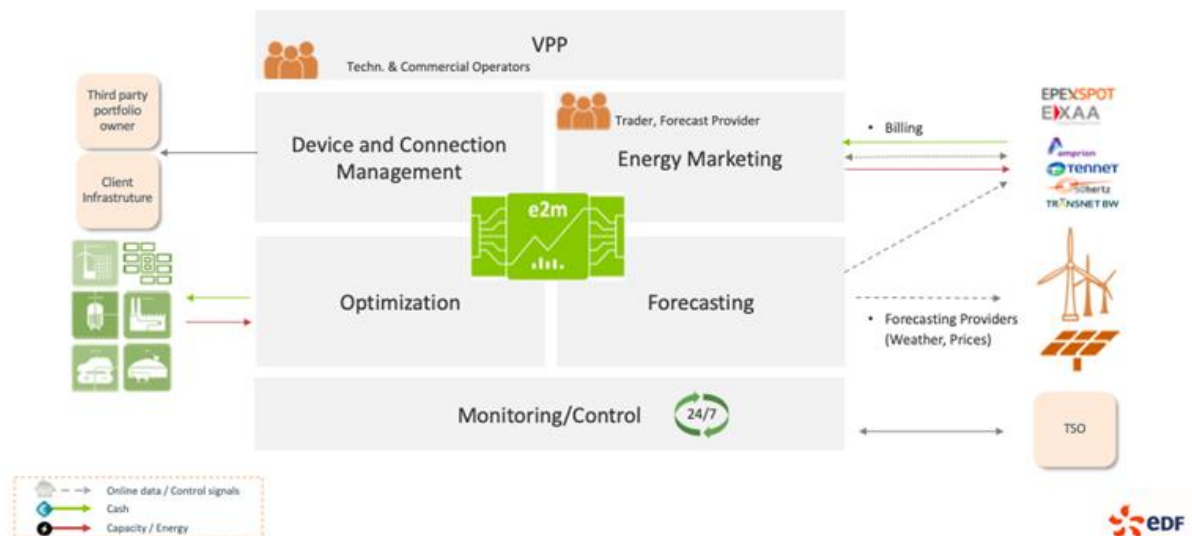 VPP
Techn. & Commercial Operators
Third party
portfolio
owner
Client
Infrastruture
Device and Connection
Management
Trader, Forecast Provider
Energy Marketing
e2m
Optimization
Forecasting
Monitoring/Control
24/7
• Billing
• Forecasting Providers
(Weather, Prices)
EPEXSPOT
EXAA
amprion
TENNET
50hertz
TRANSNET BW
TSO
Online data / Control signals
Cash
Capacity / Energy
eDF